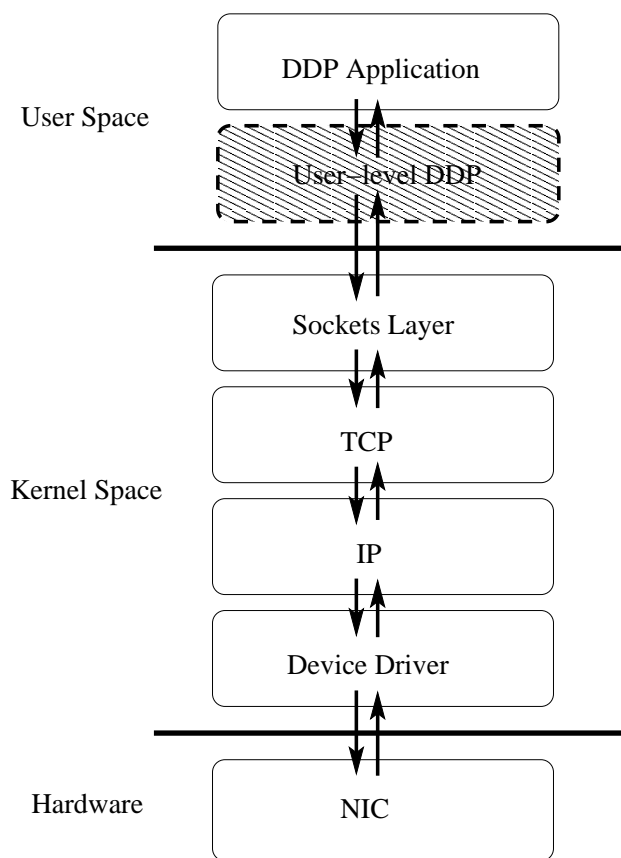 DDP Application
User Space
User-level DDP
Sockets Layer
TCP
Kernel Space
IP
Device Driver
Hardware
NIC